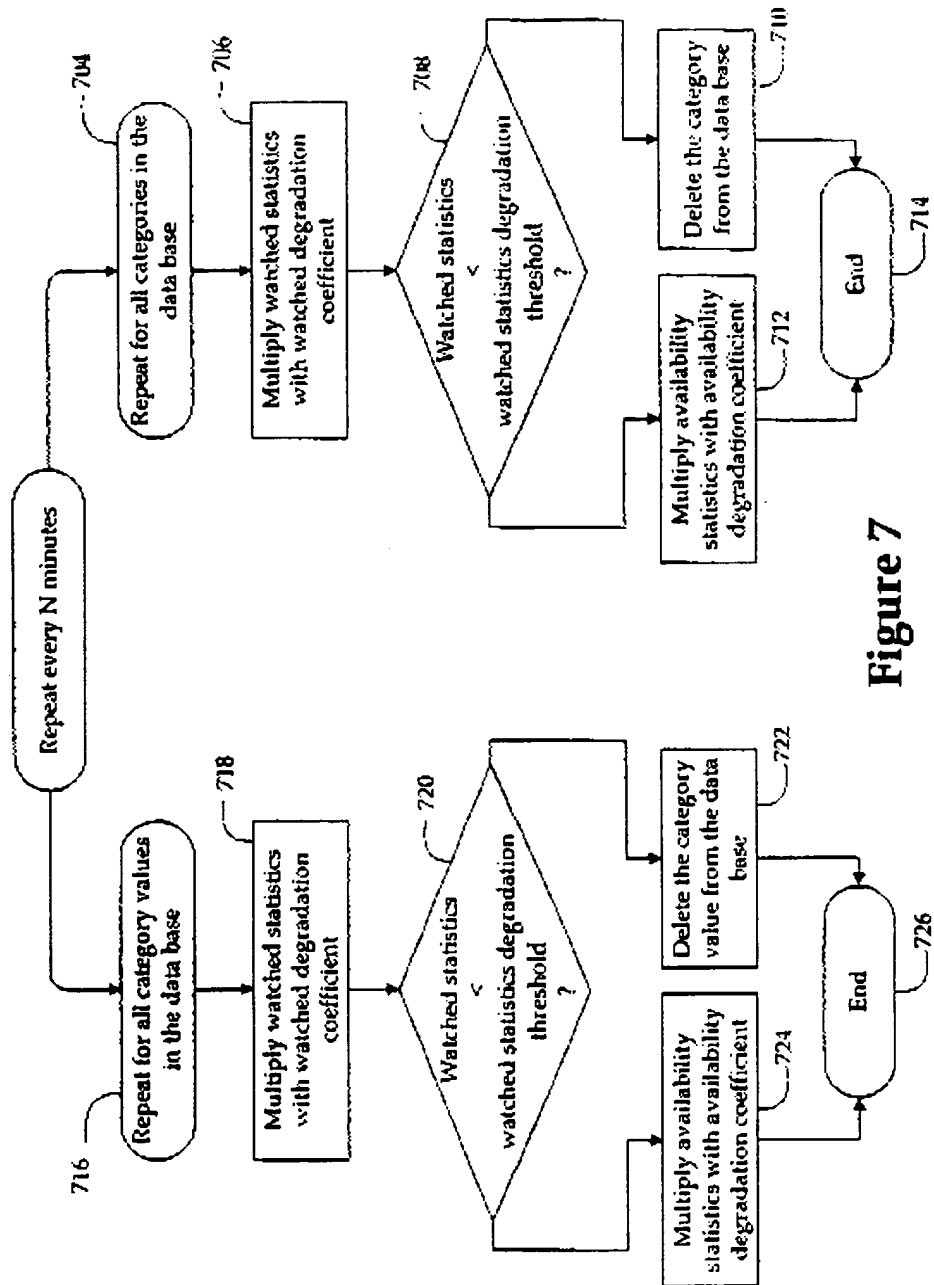 Repeat every N minutes
716
Repeat for all category values
in the data base
718
Multiply watched statistics
with watched degradation
coefficient
720
Watched statistics
<
watched statistics degradation
threshold
?
Multiply availability
statistics with availability
degradation coefficient
724
Delete the category
value from the data
base
722
End
726
704
Repeat for all categories in the
data base
706
Multiply watched statistics
with watched degradation
coefficient
708
Watched statistics
<
watched statistics degradation
threshold
?
Multiply availability
statistics with availability
degradation coefficient
712
Delete the category
from the data base
710
End
714
Figure 7